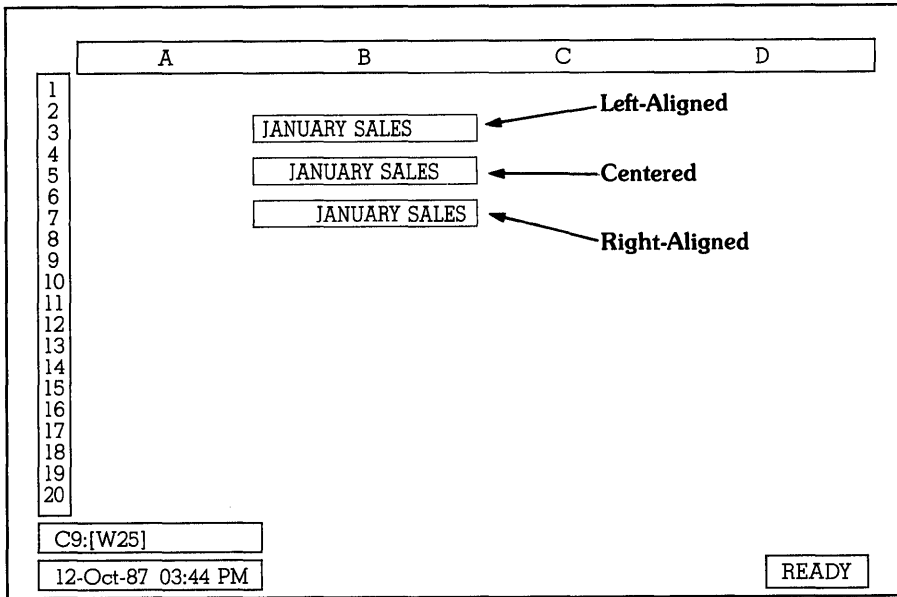 A B C D
1
2
Left-Aligned
3 JANUARY SALES
4
5 JANUARY SALES Centered
6
7 JANUARY SALES
8 Right-Aligned
9
10
11
12
13
14
15
16
17
18
19
20
C9:[W25]
12-Oct-87 03:44 PM READY